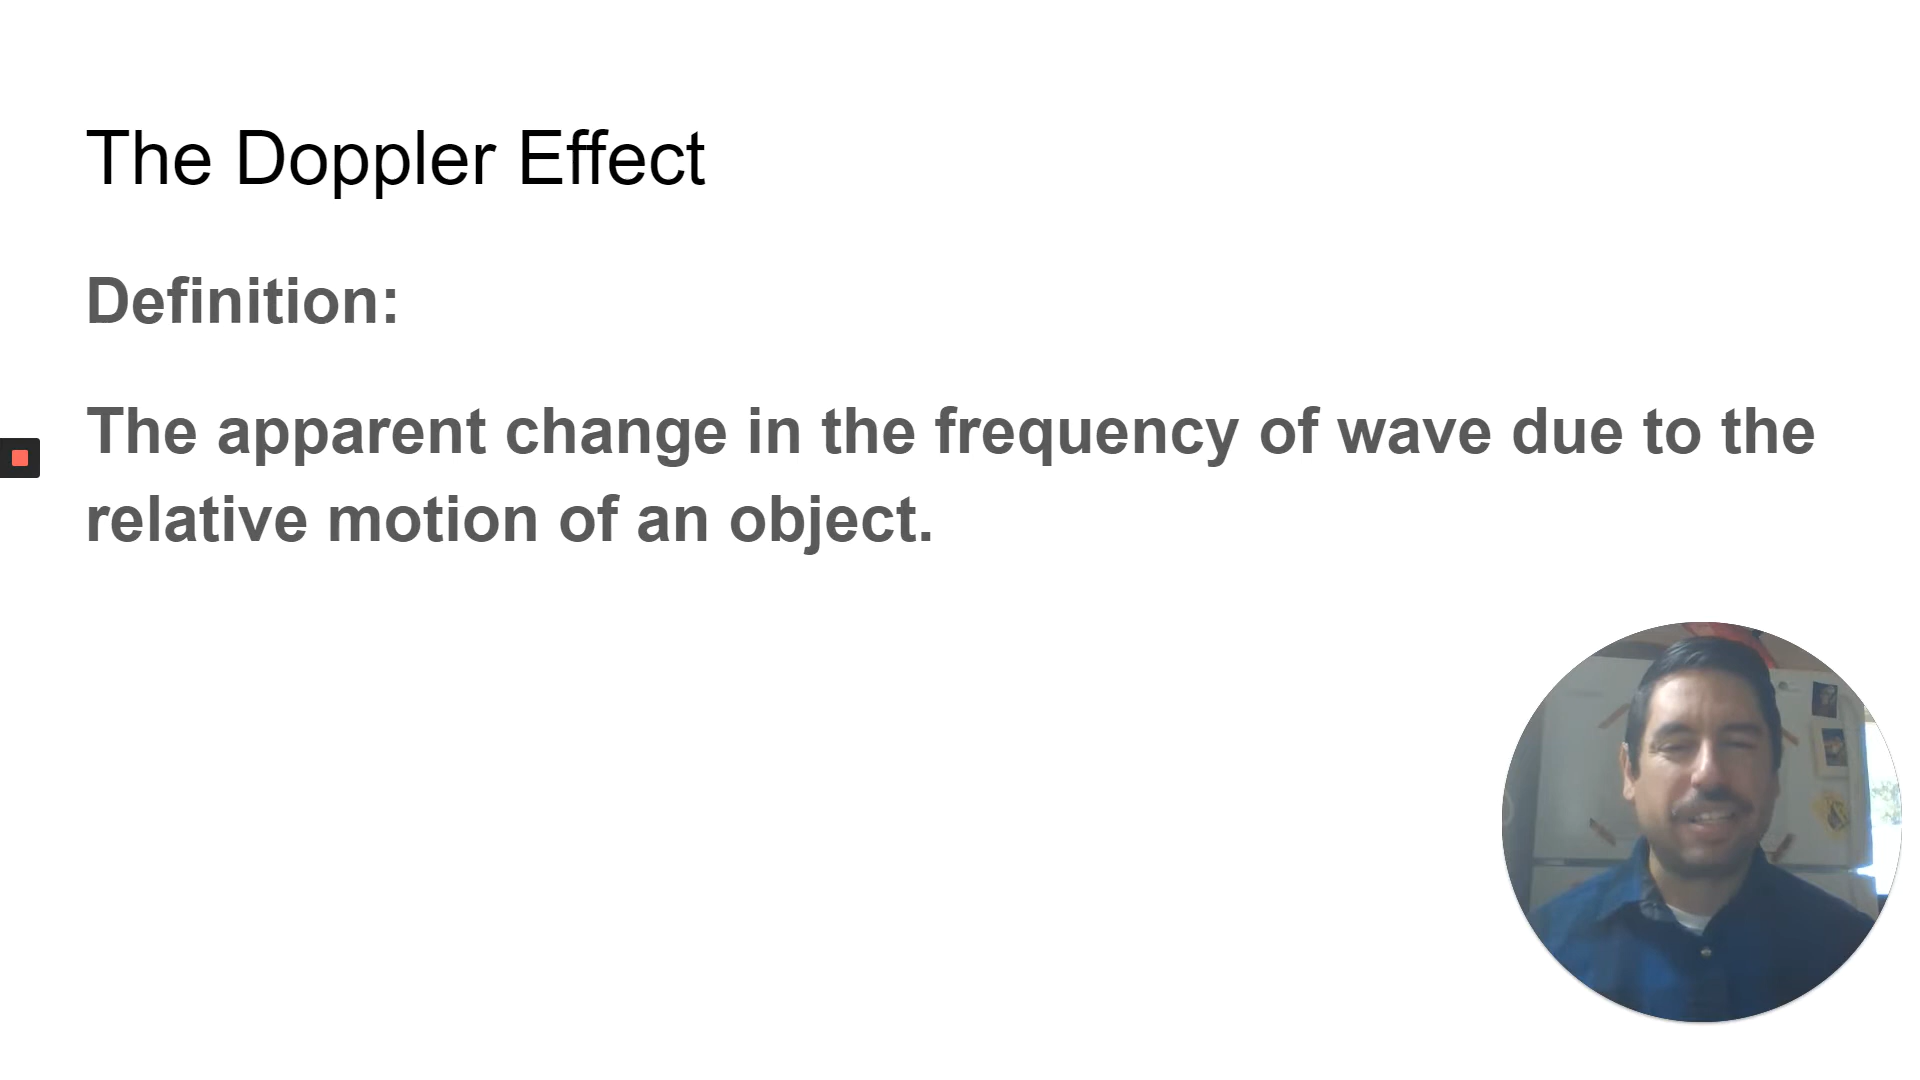 The Doppler Effect
Definition:
The apparent change in the frequency of wave due to the
relative motion of an object.